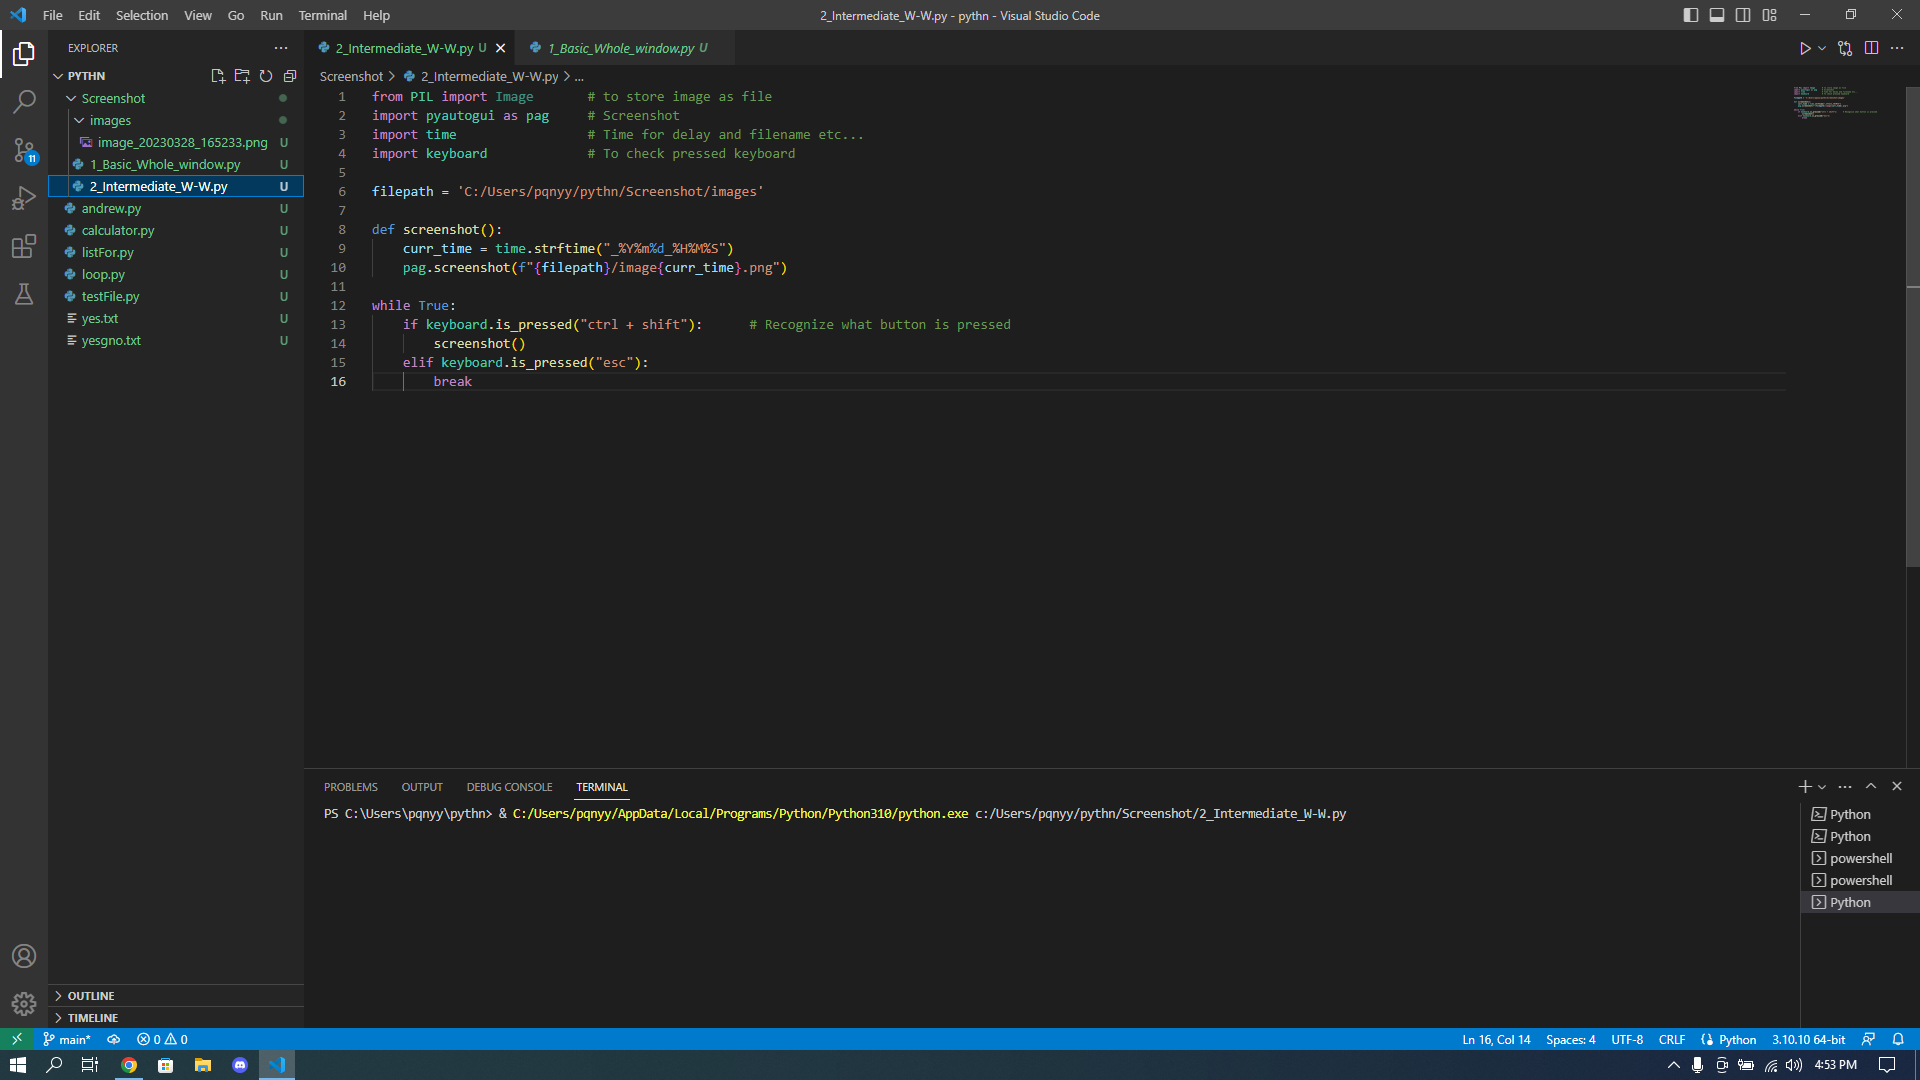 File Edit Selection View Go Run Terminal Help
2_Intermediate_W-W.py - pythn - Visual Studio Code
EXPLORER
PYTHN
Screenshot
images
image_20230328_165233.png U
1_Basic_Whole_window.py U
2_Intermediate_W-W.py U
andrew.py U
calculator.py U
listFor.py U
loop.py U
testFile.py U
yes.txt U
yesgno.txt U
OUTLINE
TIMELINE
11
2_Intermediate_W-W.py U
1_Basic_Whole_window.py U
Screenshot > 2_Intermediate_W-W.py > ...
1 from PIL import Image # to store image as file
2 import pyautogui as pag # Screenshot
3 import time # Time for delay and filename etc...
4 import keyboard # To check pressed keyboard
5
6 filepath = 'C:/Users/pqnyy/pythn/Screenshot/images'
7
8 def screenshot():
9 curr_time = time.strftime("_%Y%m%d_%H%M%S")
10 pag.screenshot(f"{filepath}/image{curr_time}.png")
11
12 while True:
13 if keyboard.is_pressed("ctrl + shift"): # Recognize what button is pressed
14 screenshot()
15 elif keyboard.is_pressed("esc"):
16 break
PROBLEMS OUTPUT DEBUG CONSOLE TERMINAL
PS C:\Users\pqnyy\pythn> & C:/Users/pqnyy/AppData/Local/Programs/Python/Python310/python.exe c:/Users/pqnyy/pythn/Screenshot/2_Intermediate_W-W.py
Python
Python
powershell
powershell
Python
main* 0 0
Ln 16, Col 14 Spaces: 4 UTF-8 CRLF Python 3.10.10 64-bit
4:53 PM